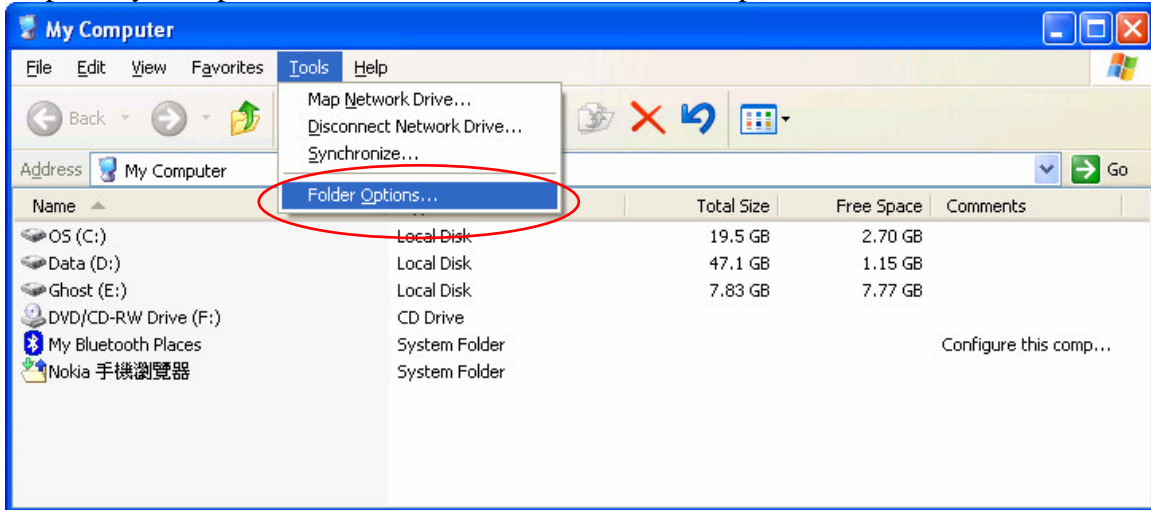 My Computer
File Edit View Favorites Tools Help
Back
Map Network Drive...
Disconnect Network Drive...
Synchronize...
Folder Options...
Address My Computer Go
Name Total Size Free Space Comments
OS (C:) Local Disk 19.5 GB 2.70 GB
Data (D:) Local Disk 47.1 GB 1.15 GB
Ghost (E:) Local Disk 7.83 GB 7.77 GB
DVD/CD-RW Drive (F:) CD Drive
My Bluetooth Places System Folder Configure this comp...
Nokia 手機瀏覽器 System Folder